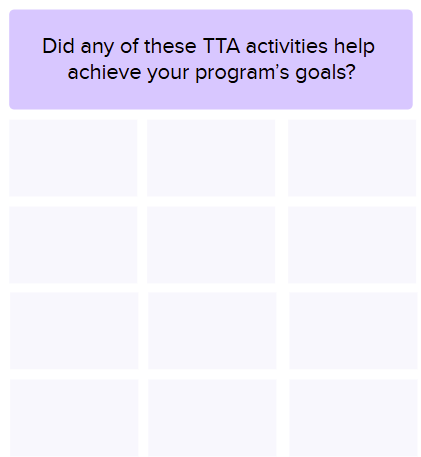 Did any of these TTA activities help
achieve your program’s goals?